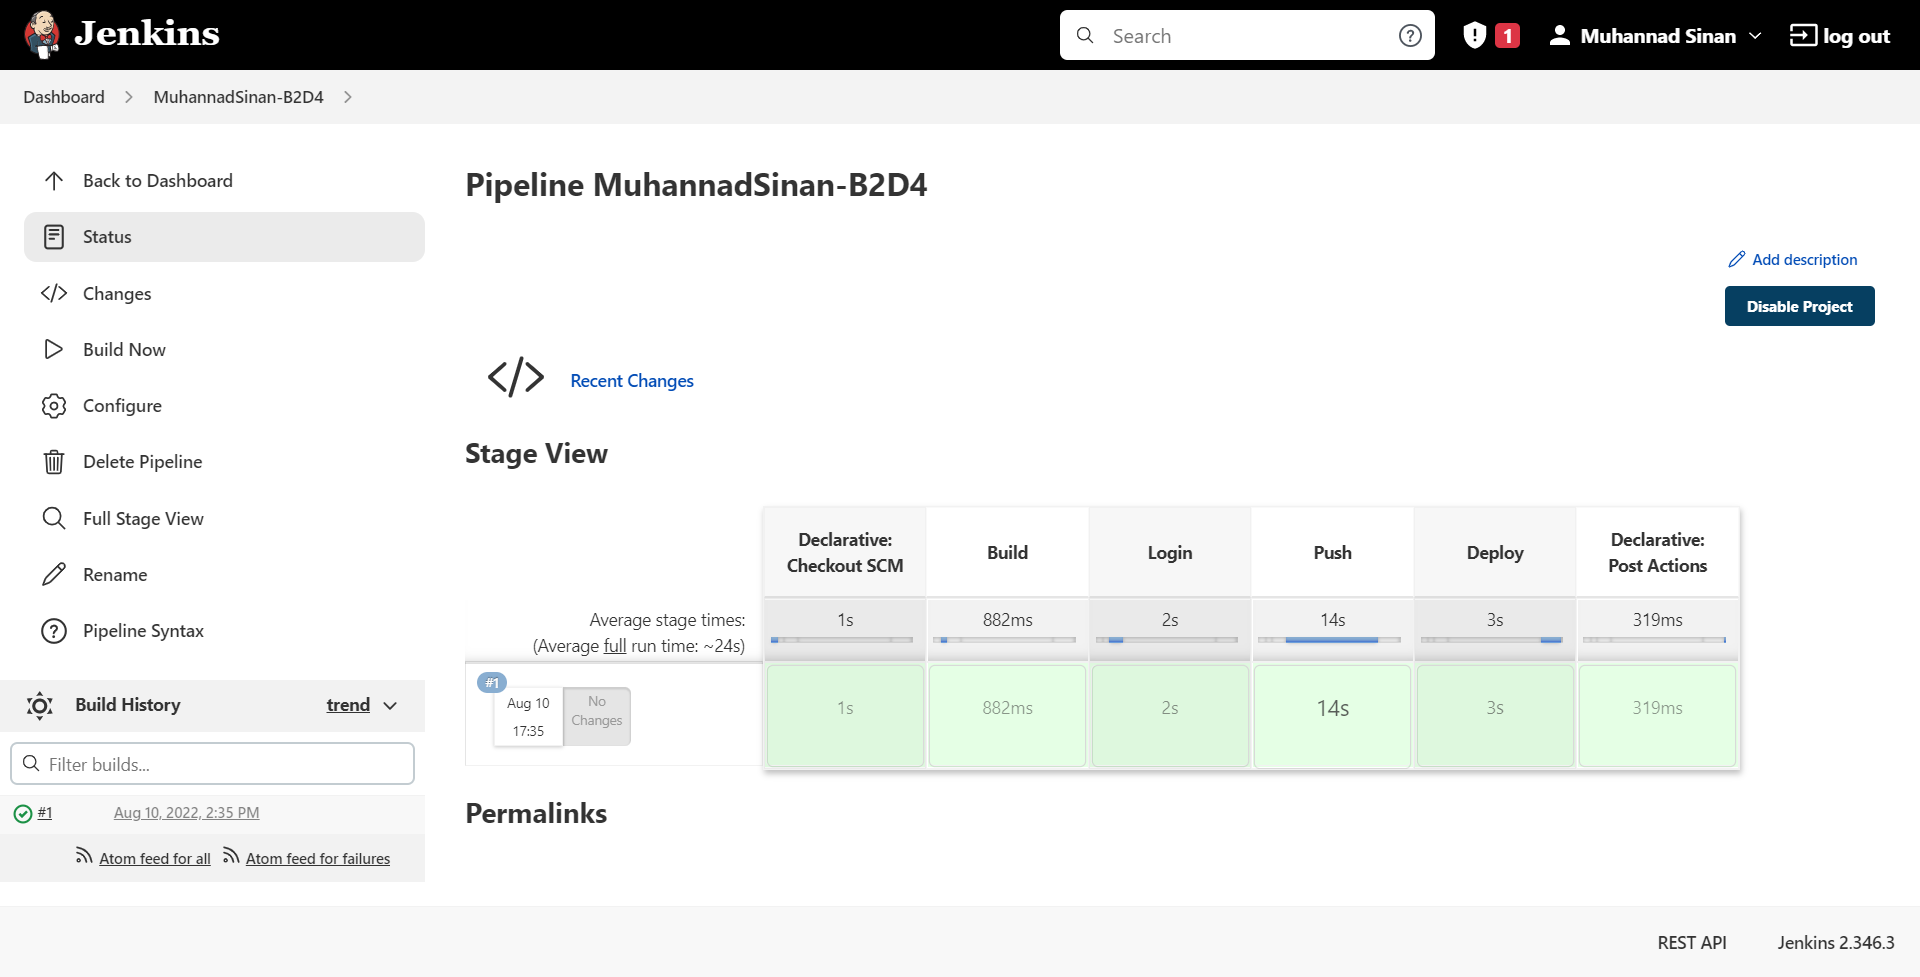 Jenkins
Search
1
Muhannad Sinan
log out
Dashboard
MuhannadSinan-B2D4
Back to Dashboard
Status
Changes
Build Now
Configure
Delete Pipeline
Full Stage View
Rename
Pipeline Syntax
Build History
trend
Filter builds...
#1
Aug 10, 2022, 2:35 PM
Atom feed for all
Atom feed for failures
Pipeline MuhannadSinan-B2D4
Add description
Disable Project
Recent Changes
Stage View
Declarative:
Checkout SCM
Build
Login
Push
Deploy
Declarative:
Post Actions
Average stage times:
(Average full run time: ~24s)
1s
882ms
2s
14s
3s
319ms
#1
Aug 10
17:35
No
Changes
1s
882ms
2s
14s
3s
319ms
Permalinks
REST API
Jenkins 2.346.3